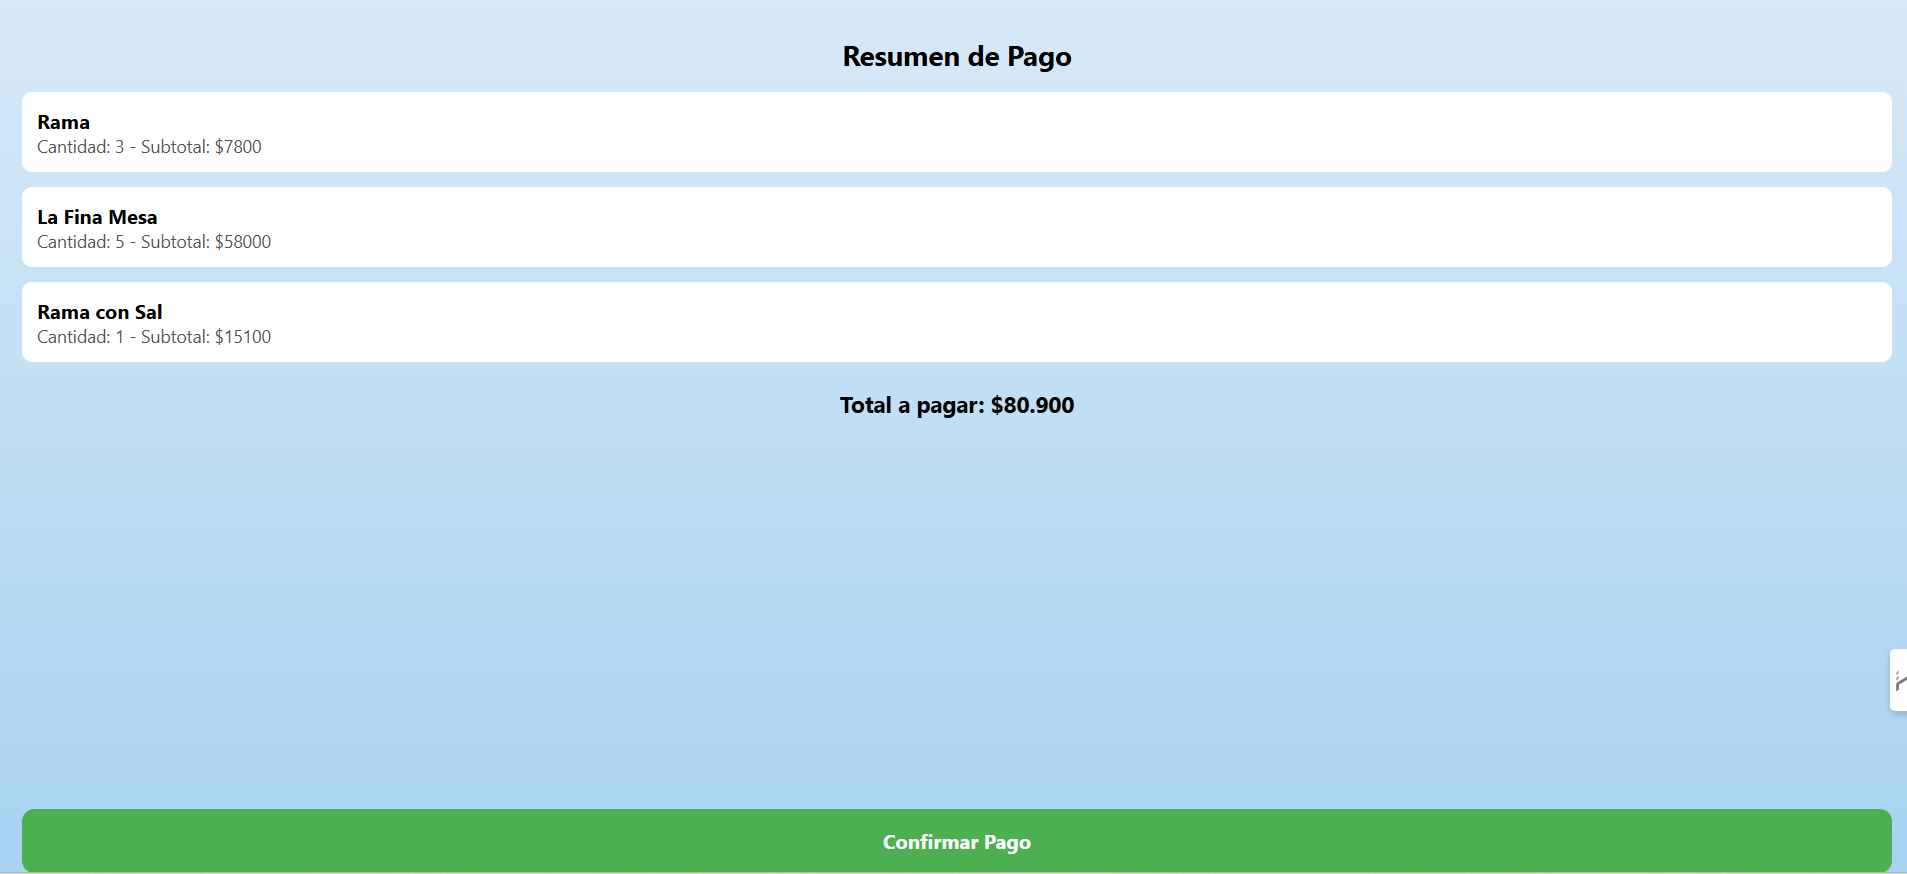 Resumen de Pago
Rama
Cantidad: 3 - Subtotal: $7800
La Fina Mesa
Cantidad: 5 - Subtotal: $58000
Rama con Sal
Cantidad: 1 - Subtotal: $15100
Total a pagar: $80.900
Confirmar Pago